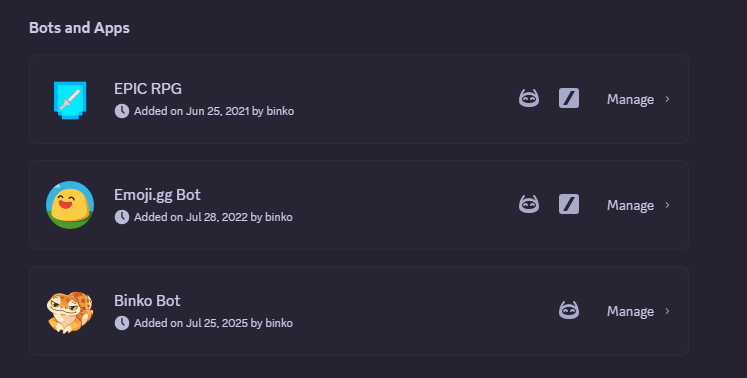 Bots and Apps
EPIC RPG
Added on Jun 25, 2021 by binko
Manage
Emoji.gg Bot
Added on Jul 28, 2022 by binko
Manage
Binko Bot
Added on Jul 25, 2025 by binko
Manage